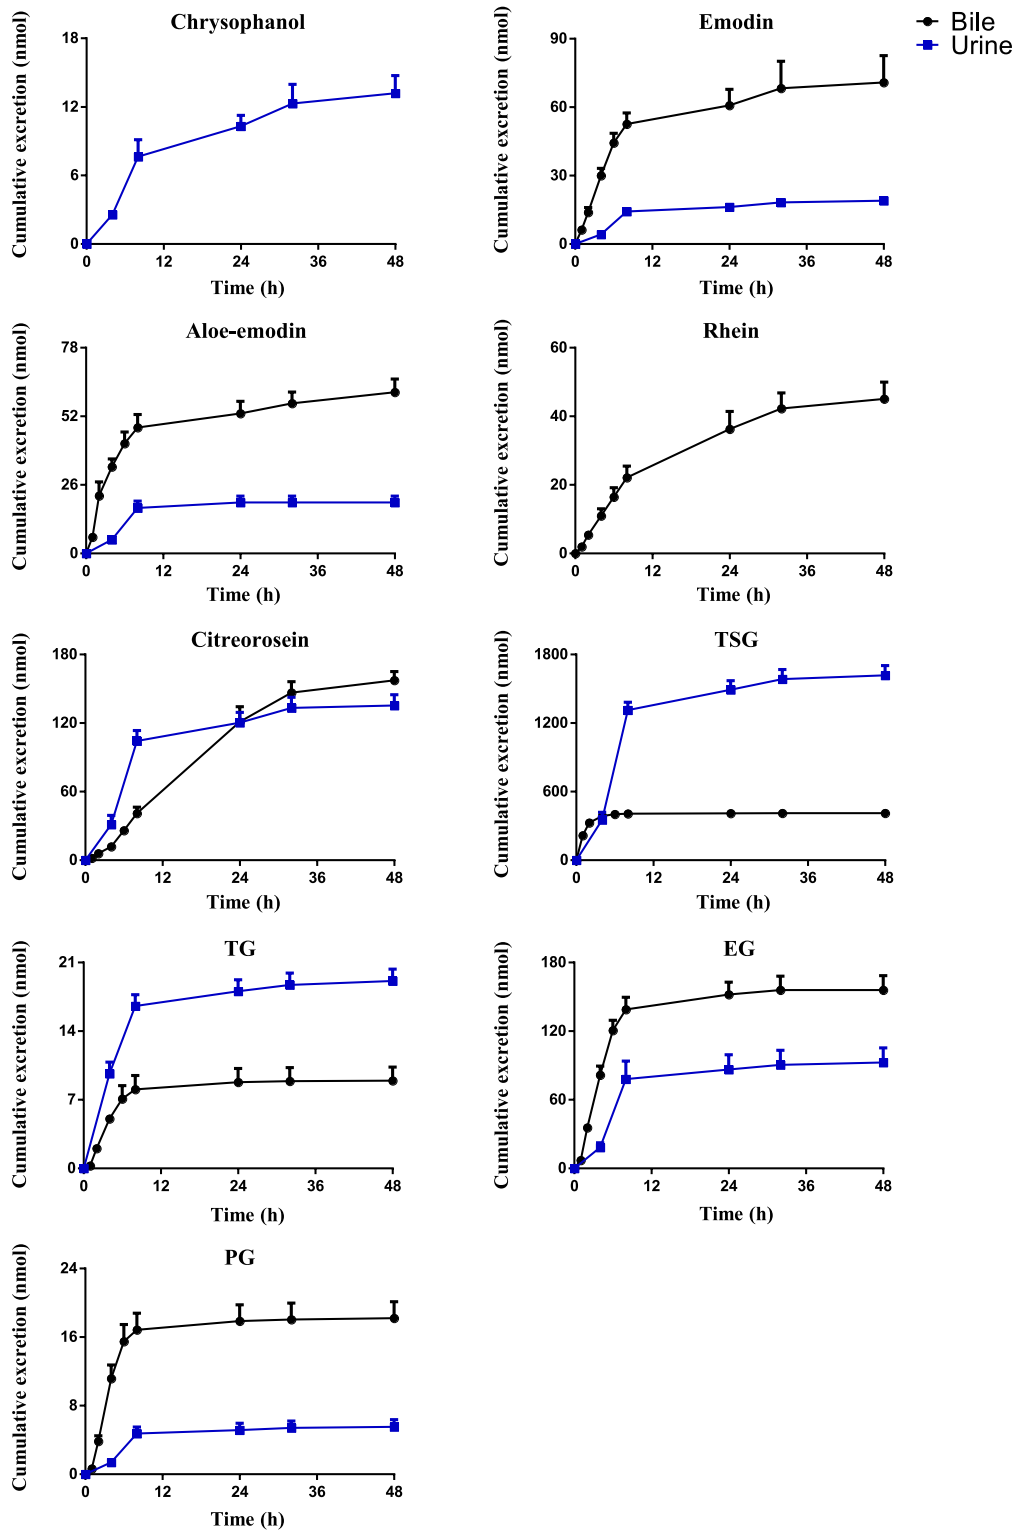 Chrysophanol
Cumulative excretion (nmol)
18
12
6
0
0 12 24 36 48
Time (h)
Emodin
Cumulative excretion (nmol)
90
60
30
0
0 12 24 36 48
Time (h)
Bile
Urine
Aloe-emodin
Cumulative excretion (nmol)
78
52
26
0
0 12 24 36 48
Time (h)
Rhein
Cumulative excretion (nmol)
60
40
20
0
0 12 24 36 48
Time (h)
Citreorosein
Cumulative excretion (nmol)
180
120
60
0
0 12 24 36 48
Time (h)
TSG
Cumulative excretion (nmol)
1800
1200
600
0
0 12 24 36 48
Time (h)
TG
Cumulative excretion (nmol)
21
14
7
0
0 12 24 36 48
Time (h)
EG
Cumulative excretion (nmol)
180
120
60
0
0 12 24 36 48
Time (h)
PG
Cumulative excretion (nmol)
24
16
8
0
0 12 24 36 48
Time (h)